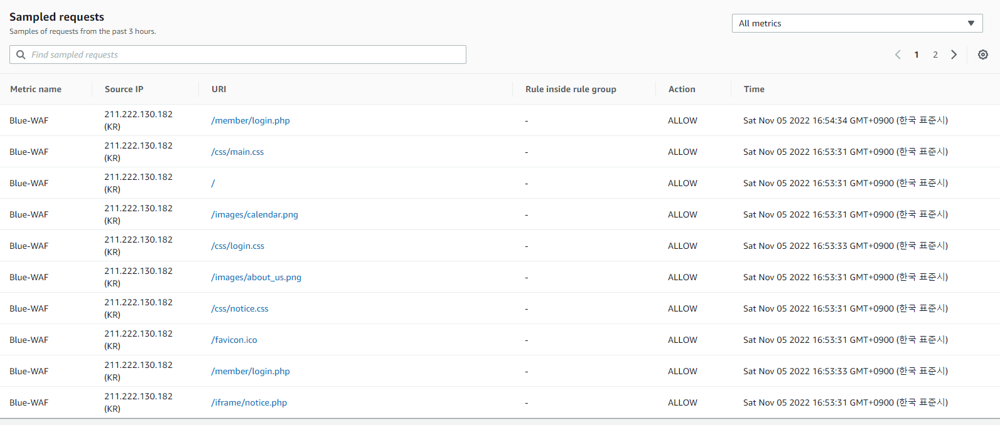 Sampled requests
Samples of requests from the past 3 hours.
All metrics
Find sampled requests
1 2
Metric name Source IP URI Rule inside rule group Action Time
Blue-WAF 211.222.130.182 (KR) /member/login.php - ALLOW Sat Nov 05 2022 16:54:34 GMT+0900 (한국 표준시)
Blue-WAF 211.222.130.182 (KR) /css/main.css - ALLOW Sat Nov 05 2022 16:53:31 GMT+0900 (한국 표준시)
Blue-WAF 211.222.130.182 (KR) / - ALLOW Sat Nov 05 2022 16:53:31 GMT+0900 (한국 표준시)
Blue-WAF 211.222.130.182 (KR) /images/calendar.png - ALLOW Sat Nov 05 2022 16:53:31 GMT+0900 (한국 표준시)
Blue-WAF 211.222.130.182 (KR) /css/login.css - ALLOW Sat Nov 05 2022 16:53:33 GMT+0900 (한국 표준시)
Blue-WAF 211.222.130.182 (KR) /images/about_us.png - ALLOW Sat Nov 05 2022 16:53:31 GMT+0900 (한국 표준시)
Blue-WAF 211.222.130.182 (KR) /css/notice.css - ALLOW Sat Nov 05 2022 16:53:31 GMT+0900 (한국 표준시)
Blue-WAF 211.222.130.182 (KR) /favicon.ico - ALLOW Sat Nov 05 2022 16:53:31 GMT+0900 (한국 표준시)
Blue-WAF 211.222.130.182 (KR) /member/login.php - ALLOW Sat Nov 05 2022 16:53:33 GMT+0900 (한국 표준시)
Blue-WAF 211.222.130.182 (KR) /iframe/notice.php - ALLOW Sat Nov 05 2022 16:53:31 GMT+0900 (한국 표준시)